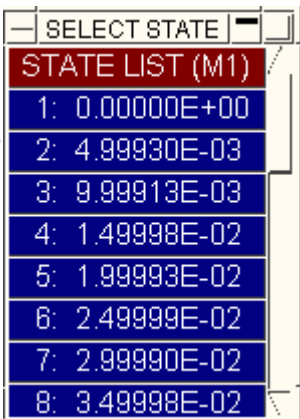 SELECT STATE
STATE LIST (M1)
1: 0.00000E+00
2: 4.99930E-03
3: 9.99913E-03
4: 1.49998E-02
5: 1.99993E-02
6: 2.49999E-02
7: 2.99990E-02
8: 3.49998E-02